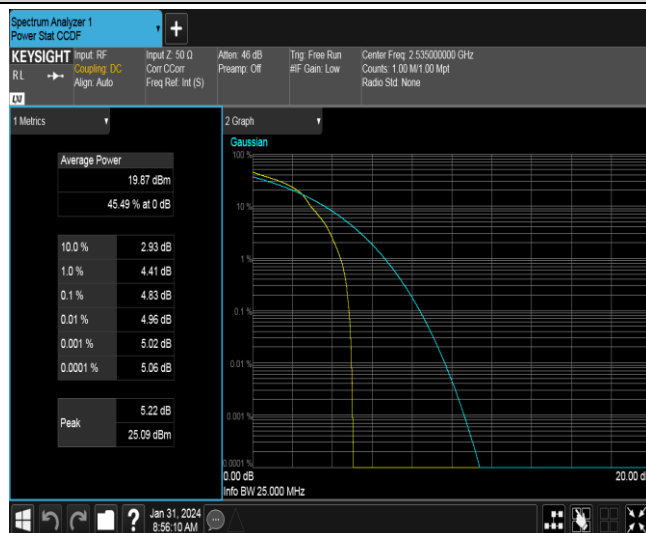 Spectrum Analyzer 1
Power Stat CCDF
+
KEYSIGHT
RL
LXI
Input: RF
Coupling: DC
Align: Auto
Input Z: 50 Ω
Corr CCorr
Freq Ref: Int (S)
Atten: 46 dB
Preamp: Off
Trig: Free Run
#IF Gain: Low
Center Freq: 2.535000000 GHz
Counts: 1.00 M/1.00 Mpt
Radio Std: None
1 Metrics
Average Power
19.87 dBm
45.49 % at 0 dB
10.0 % 2.93 dB
1.0 % 4.41 dB
0.1 % 4.83 dB
0.01 % 4.96 dB
0.001 % 5.02 dB
0.0001 % 5.06 dB
Peak
5.22 dB
25.09 dBm
2 Graph
Gaussian
100 %
10 %
1 %
0.1 %
0.01 %
0.001 %
0.0001 %
0.00 dB
20.00 d
Info BW 25.000 MHz
?
Jan 31, 2024
8:56:10 AM